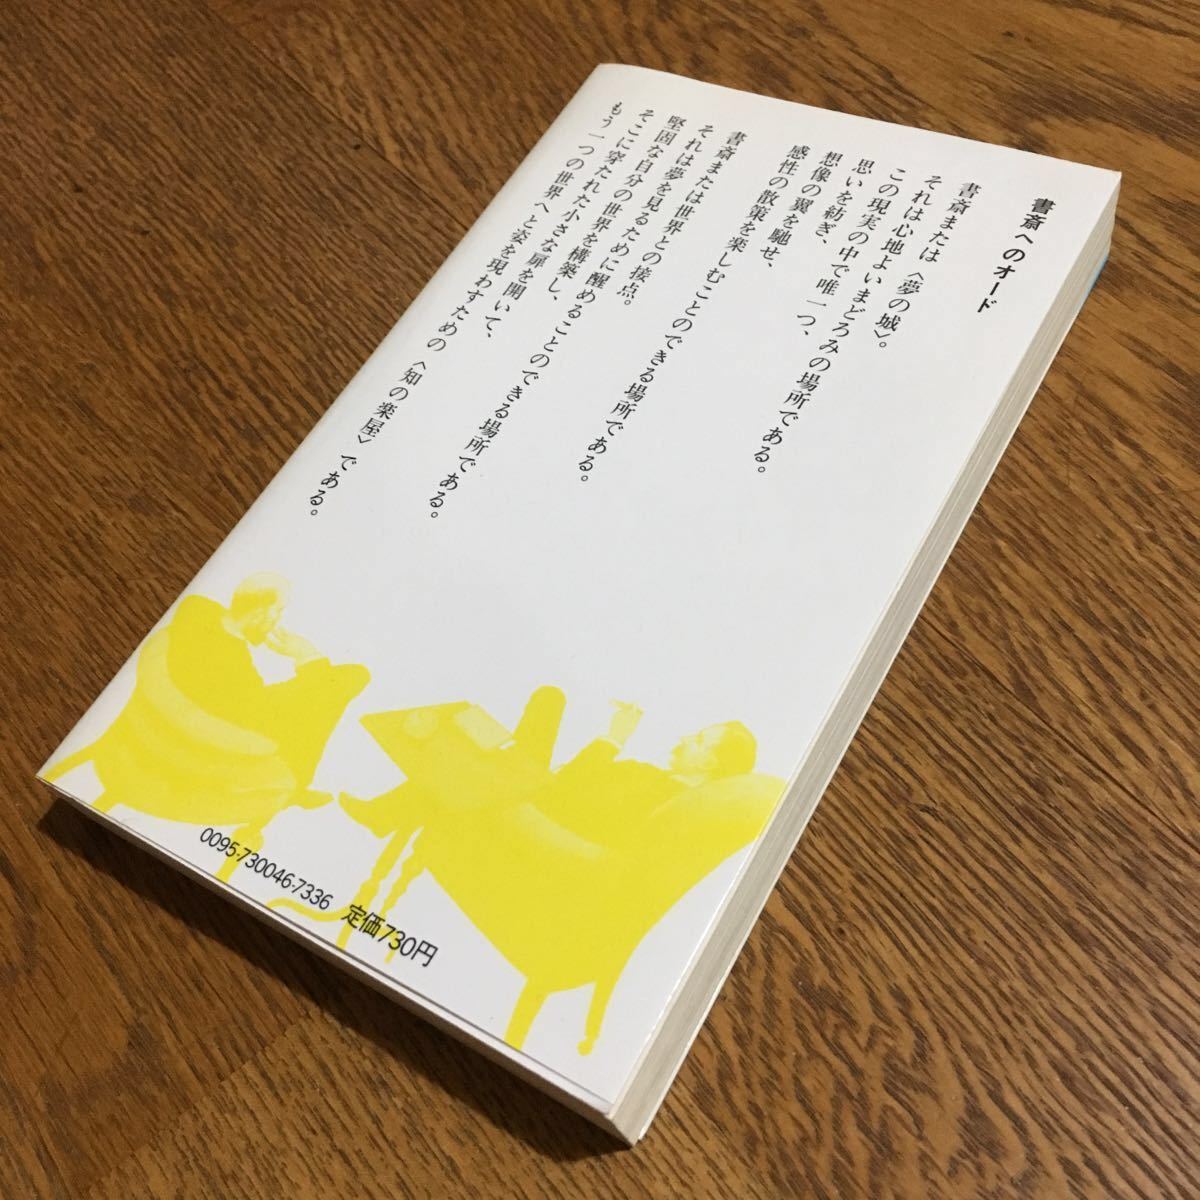 書斎へのオード
書斎または〈夢の城〉。
それは心地よいまどろみの場所である。
この現実の中で唯一つ、
思いを紡ぎ、
想像の翼を馳せ、
感性の散策を楽しむことのできる場所である。
書斎または世界との接点。
それは夢を見るために醒めることのできる場所である。
堅固な自分の世界を構築し、
そこに穿たれた小さな扉を開いて、
もう一つの世界へと姿を現わすための〈知の楽屋〉である。
0095-730046-7336 定価730円